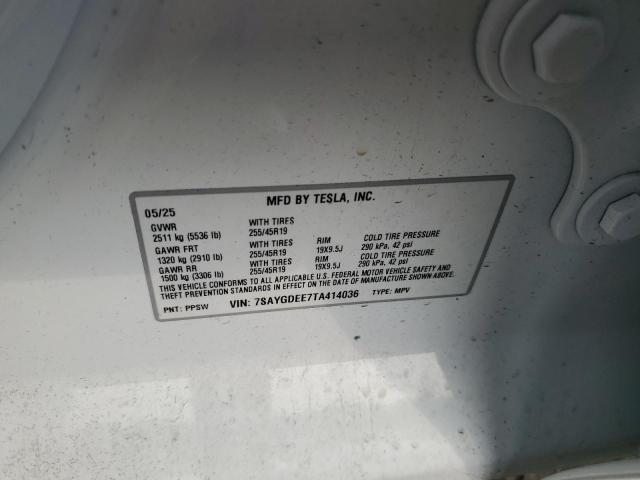 MFD BY TESLA, INC.
05/25
GVWR WITH TIRES
2511 kg (5536 lb) 255/45R19
GAWR FRT WITH TIRES RIM COLD TIRE PRESSURE
1320 kg (2910 lb) 255/45R19 19X9.5J 290 kPa, 42 psi
GAWR RR WITH TIRES RIM COLD TIRE PRESSURE
1500 kg (3306 lb) 255/45R19 19X9.5J 290 kPa, 42 psi
THIS VEHICLE CONFORMS TO ALL APPLICABLE U.S. FEDERAL MOTOR VEHICLE SAFETY AND
THEFT PREVENTION STANDARDS IN EFFECT ON THE DATE OF MANUFACTURE SHOWN ABOVE.
PNT: PPSW VIN: 7SAYGDEE7TA414036 TYPE: MPV